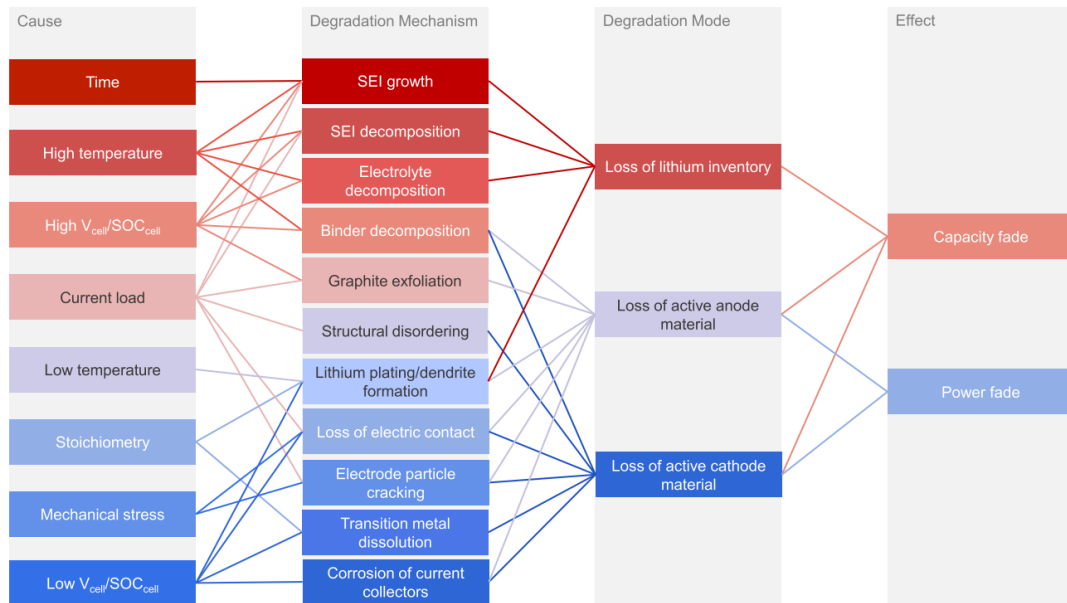 Cause
Time
High temperature
High Vcell/SOCcell
Current load
Low temperature
Stoichiometry
Mechanical stress
Low Vcell/SOCcell
Degradation Mechanism
SEI growth
SEI decomposition
Electrolyte
decomposition
Binder decomposition
Graphite exfoliation
Structural disordering
Lithium plating/dendrite
formation
Loss of electric contact
Electrode particle
cracking
Transition metal
dissolution
Corrosion of current
collectors
Degradation Mode
Loss of lithium inventory
Loss of active anode
material
Loss of active cathode
material
Effect
Capacity fade
Power fade